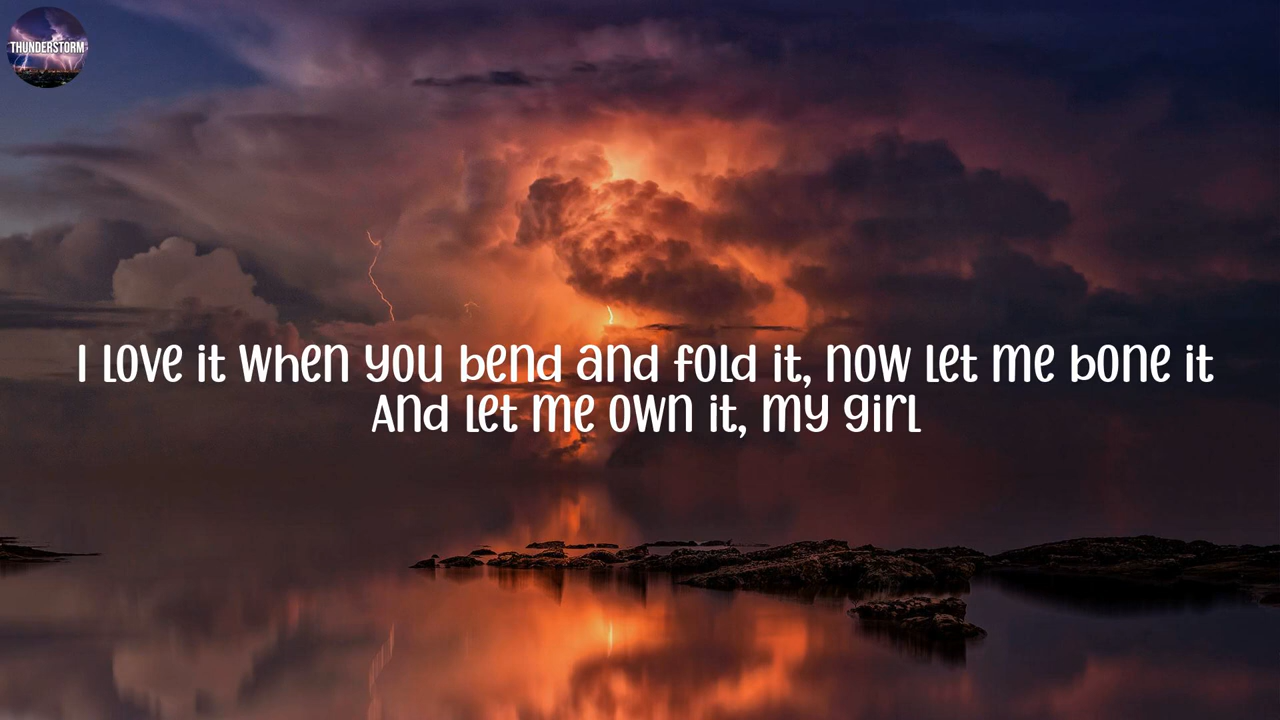 THUNDERSTORM
I love it when you bend and fold it, now let me bone it
And let me own it, my girl